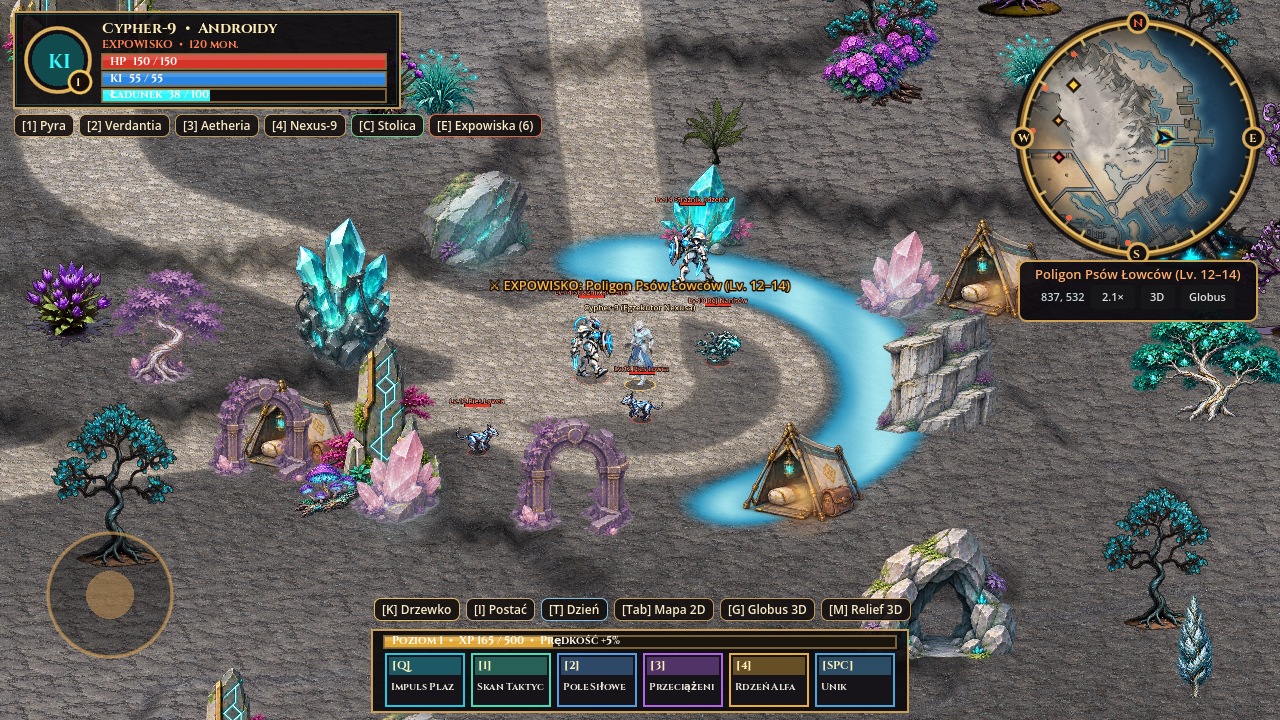 Cypher-9 • Androidy
EXPOWISKO • 120 MON.
KI
1
HP 150 / 150
KI 55 / 55
Ładunek 38 / 100
[1] Pyra
[2] Verdantia
[3] Aetheria
[4] Nexus-9
[C] Stolica
[E] Expowiska (6)
N
W
E
S
Poligon Psów Łowców (Lv. 12–14)
837, 532
2.1×
3D
Globus
⚔ EXPOWISKO: Poligon Psów Łowców (Lv. 12–14)
[K] Drzewko
[I] Postać
[T] Dzień
[Tab] Mapa 2D
[G] Globus 3D
[M] Relief 3D
Poziom 1 • XP 165 / 500 • Prędkość +5%
[Q]
Impuls Plaz
[1]
Skan Taktyc
[2]
Pole Siłowe
[3]
Przeciążeni
[4]
Rdzeń Alfa
[SPC]
Unik